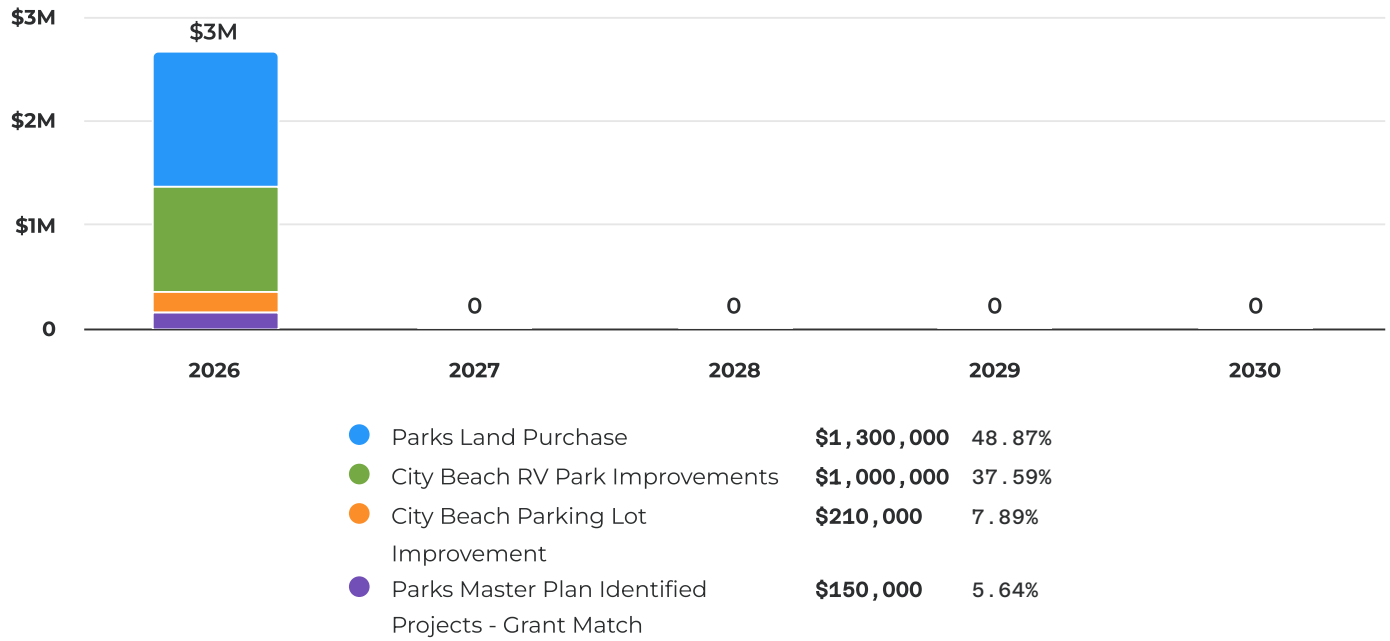 $3M
$3M
$2M
$1M
0 0 0 0
0
2026 2027 2028 2029 2030
Parks Land Purchase $1,300,000 48.87%
City Beach RV Park Improvements $1,000,000 37.59%
City Beach Parking Lot $210,000 7.89%
Improvement
Parks Master Plan Identified $150,000 5.64%
Projects - Grant Match